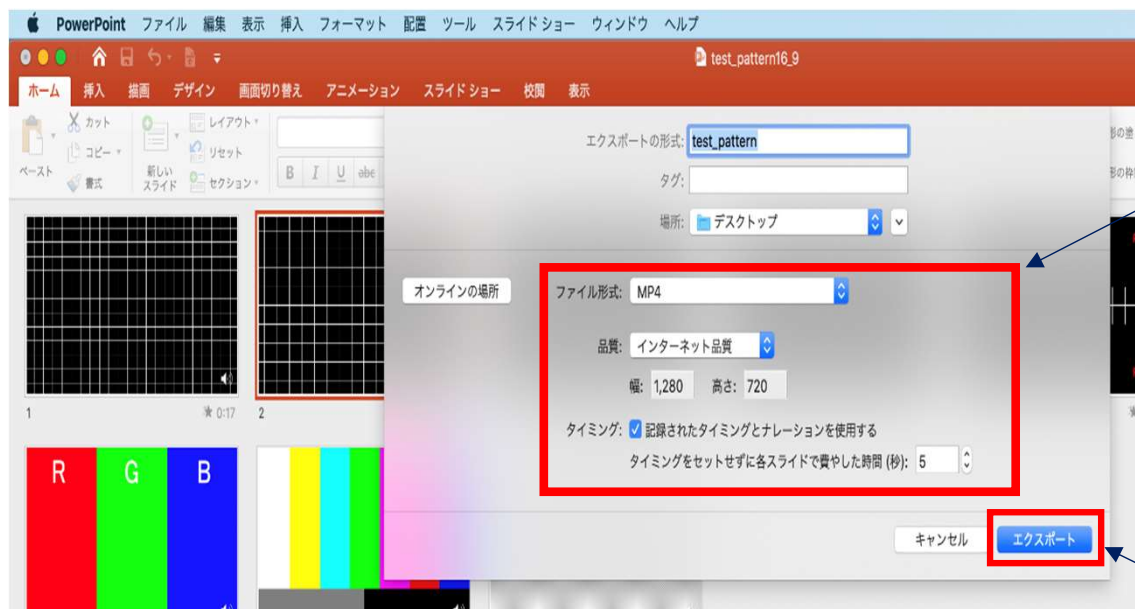 PowerPoint ファイル 編集 表示 挿入 フォーマット 配置 ツール スライド ショー ウィンドウ ヘルプ
test_pattern16_9
ホーム 挿入 描画 デザイン 画面切り替え アニメーション スライド ショー 校閲 表示
ペースト
カット
コピー
書式
新しい
スライド
レイアウト
リセット
セクション
B I U abc
エクスポートの形式: test_pattern
タグ:
場所: デスクトップ
オンラインの場所
ファイル形式: MP4
品質: インターネット品質
幅: 1,280 高さ: 720
タイミング: 記録されたタイミングとナレーションを使用する
タイミングをセットせずに各スライドで費やした時間 (秒): 5
キャンセル エクスポート
1 0:17 2
R G B